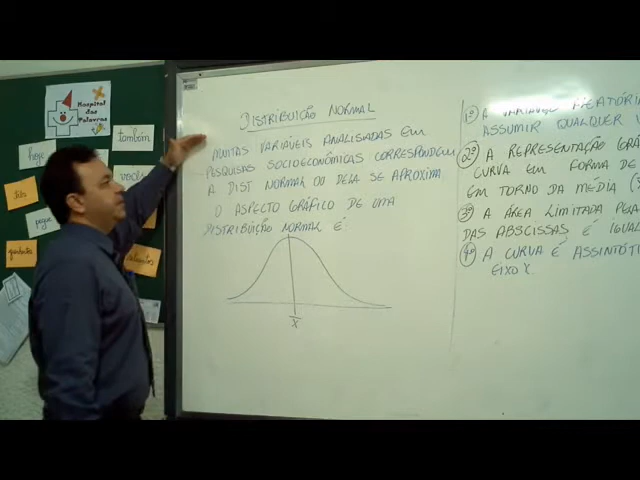 Hospital
das
Palavras
hoje
também
você
DISTRIBUIÇÃO NORMAL
MUITAS VARIÁVEIS ANALISADAS EM
PESQUISAS SOCIOECONÔMICAS CORRESPONDEM
A DIST NORMAL OU DELA SE APROXIMA
O ASPECTO GRÁFICO DE UMA
DISTRIBUIÇÃO NORMAL É:
X̄
1º A VARIÁVEL ALEATÓRIA
ASSUMIR QUALQUER V
2º A REPRESENTAÇÃO GRÁ
CURVA EM FORMA DE
EM TORNO DA MÉDIA (
3º A ÁREA LIMITADA PELA
DAS ABSCISSAS É IGUAL
4º A CURVA É ASSINTÓTI
EIXO X.